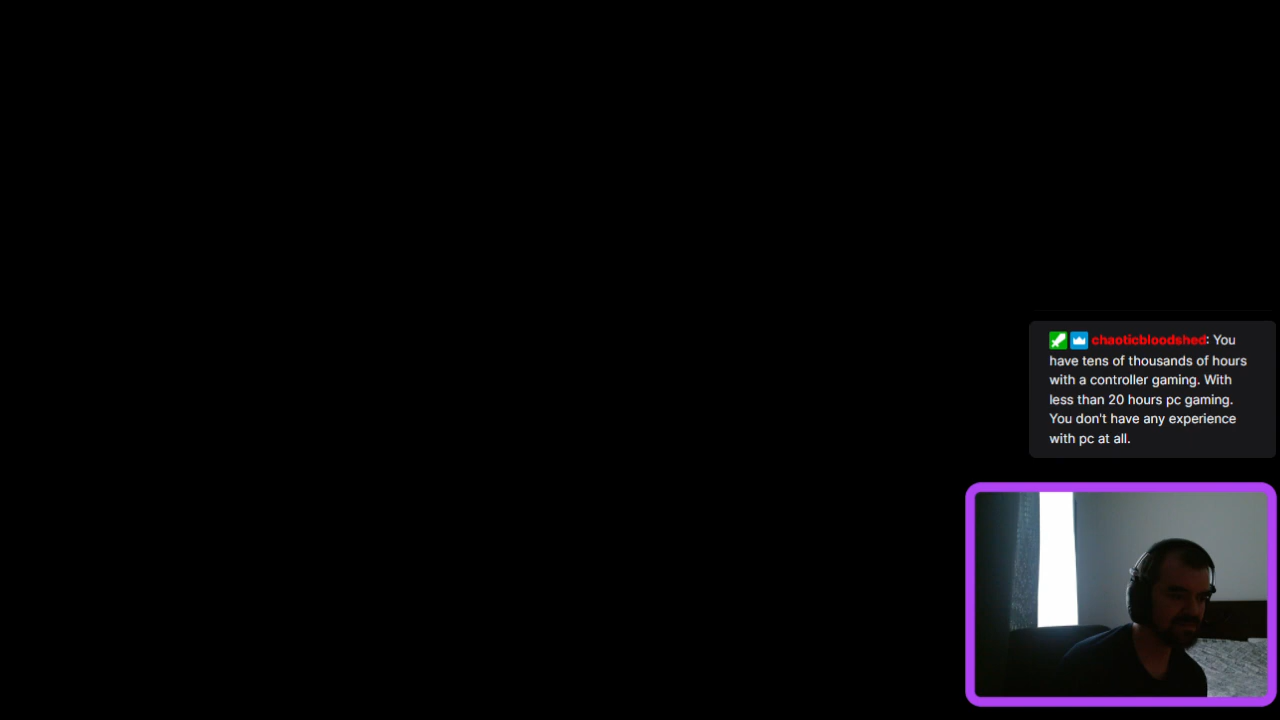 chaoticbloodshed: You
have tens of thousands of hours
with a controller gaming. With
less than 20 hours pc gaming.
You don't have any experience
with pc at all.